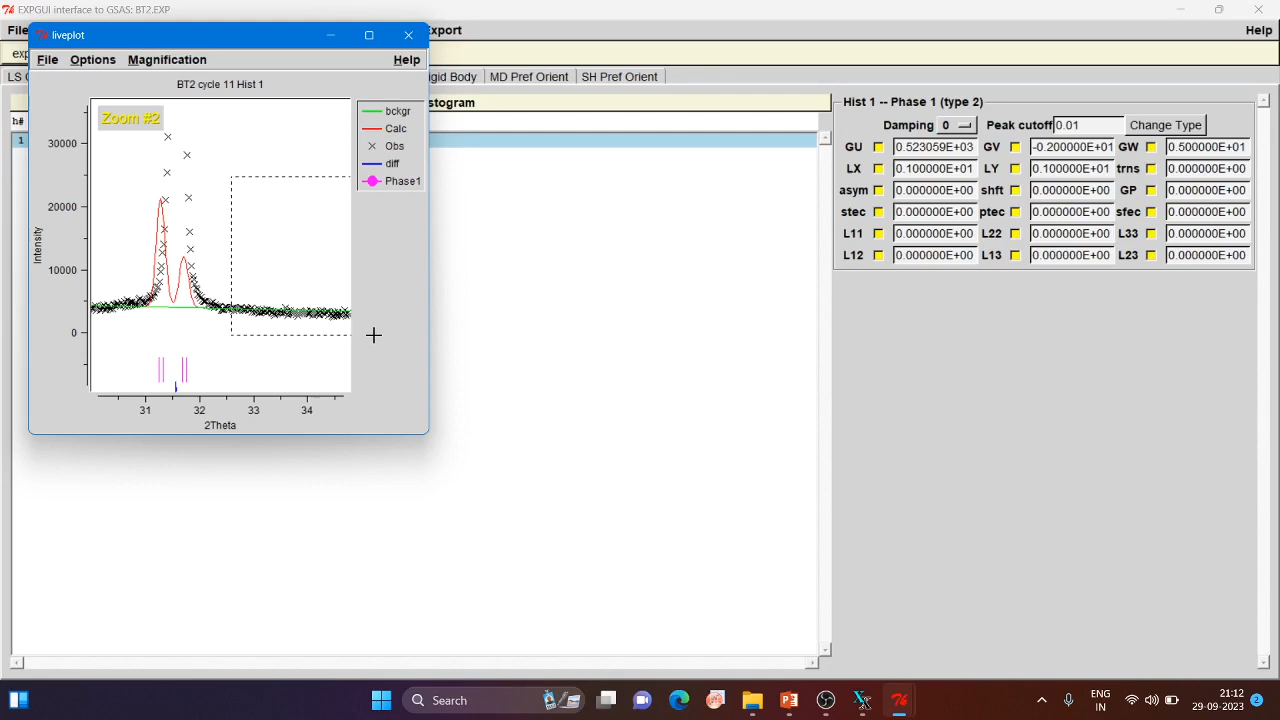 EXPGUI interface to GSAS: BT2.EXP
Fil
xport
Help
exp
LS C
igid Body
MD Pref Orient
SH Pref Orient
stogram
h#
1
liveplot
File Options Magnification Help
BT2 cycle 11 Hist 1
Zoom #2
bckgr
Calc
Obs
diff
Phase1
Intensity
30000
20000
10000
0
31 32 33 34
2Theta
Hist 1 -- Phase 1 (type 2)
Damping 0 Peak cutoff 0.01 Change Type
GU 0.523059E+03 GV -0.200000E+01 GW 0.500000E+01
LX 0.100000E+01 LY 0.100000E+01 trns 0.000000E+00
asym 0.000000E+00 shft 0.000000E+00 GP 0.000000E+00
stec 0.000000E+00 ptec 0.000000E+00 sfec 0.000000E+00
L11 0.000000E+00 L22 0.000000E+00 L33 0.000000E+00
L12 0.000000E+00 L13 0.000000E+00 L23 0.000000E+00
Search
ENG
IN
21:12
29-09-2023
2